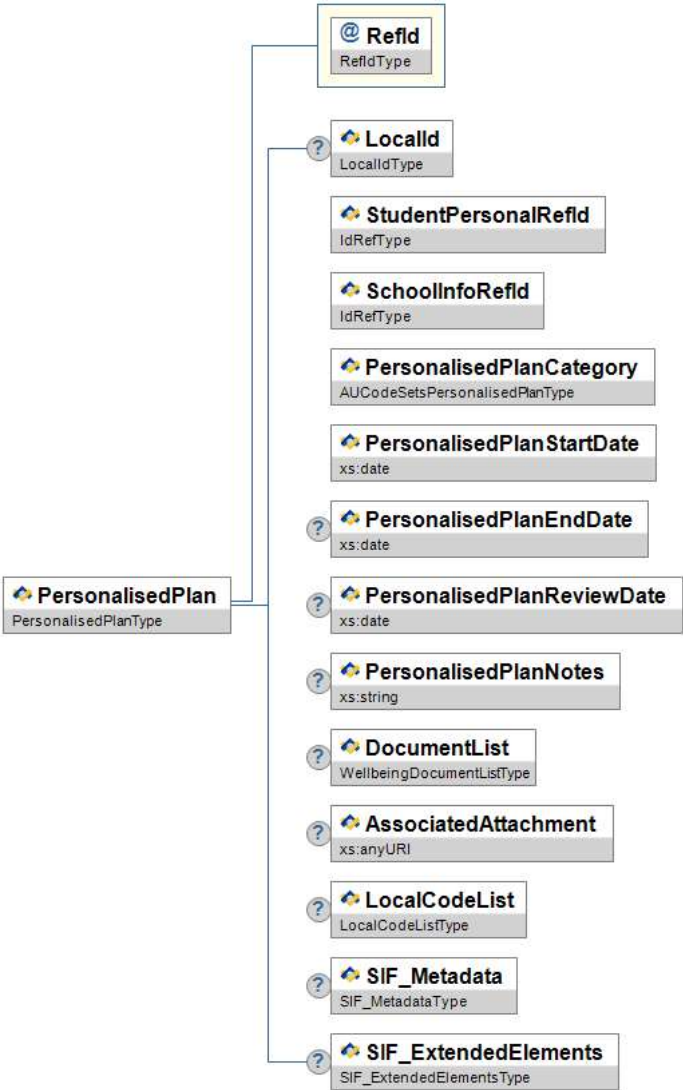 @ RefId
RefIdType
? LocalId
LocalIdType
StudentPersonalRefId
IdRefType
SchoolInfoRefId
IdRefType
PersonalisedPlanCategory
AUCodeSetsPersonalisedPlanType
PersonalisedPlanStartDate
xs:date
? PersonalisedPlanEndDate
xs:date
PersonalisedPlan
PersonalisedPlanType
? PersonalisedPlanReviewDate
xs:date
? PersonalisedPlanNotes
xs:string
? DocumentList
WellbeingDocumentListType
? AssociatedAttachment
xs:anyURI
? LocalCodeList
LocalCodeListType
? SIF_Metadata
SIF_MetadataType
? SIF_ExtendedElements
SIF_ExtendedElementsType